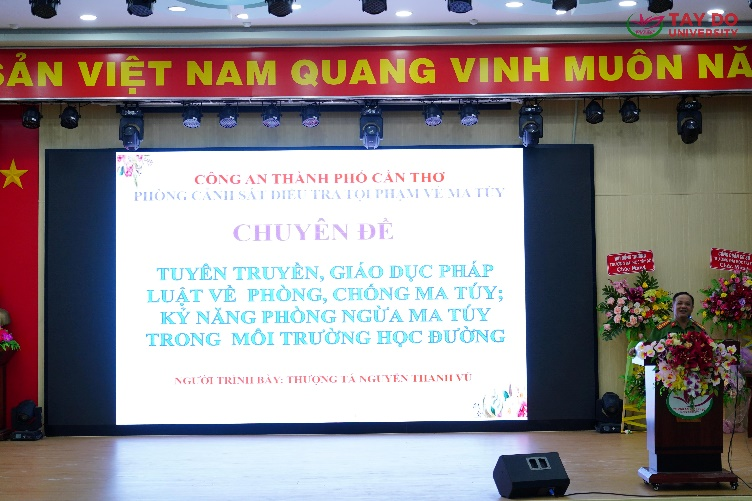 TAY DO
UNIVERSITY
SẢN VIỆT NAM QUANG VINH MUÔN NĂ
CÔNG AN THÀNH PHỐ CẦN THƠ
PHÒNG CẢNH SÁT ĐIỀU TRA TỘI PHẠM VỀ MA TÚY
CHUYÊN ĐỀ
TUYÊN TRUYỀN, GIÁO DỤC PHÁP
LUẬT VỀ PHÒNG, CHỐNG MA TÚY;
KỸ NĂNG PHÒNG NGỪA MA TÚY
TRONG MÔI TRƯỜNG HỌC ĐƯỜNG
NGƯỜI TRÌNH BÀY: THƯỢNG TÁ NGUYỄN THANH VŨ
Chúc Mừng